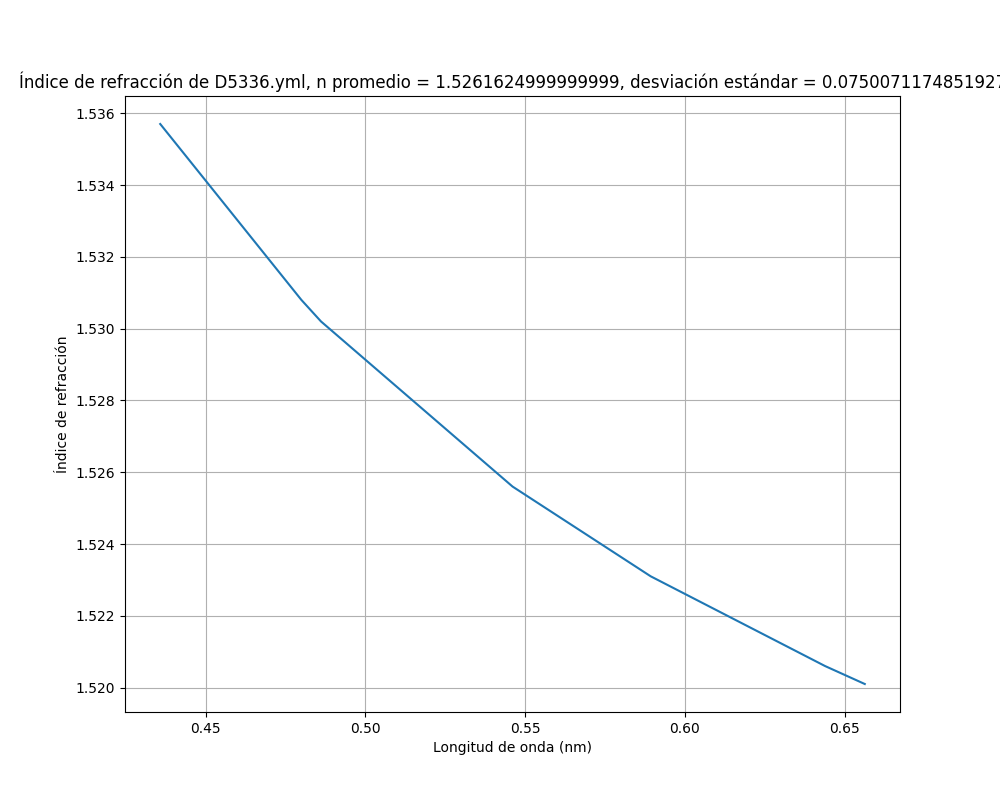 Índice de refracción de D5336.yml, n promedio = 1.5261624999999999, desviación estándar = 0.0750071174851927
1.536
1.534
1.532
1.530
1.528
1.526
1.524
1.522
1.520
Índice de refracción
0.45 0.50 0.55 0.60 0.65
Longitud de onda (nm)